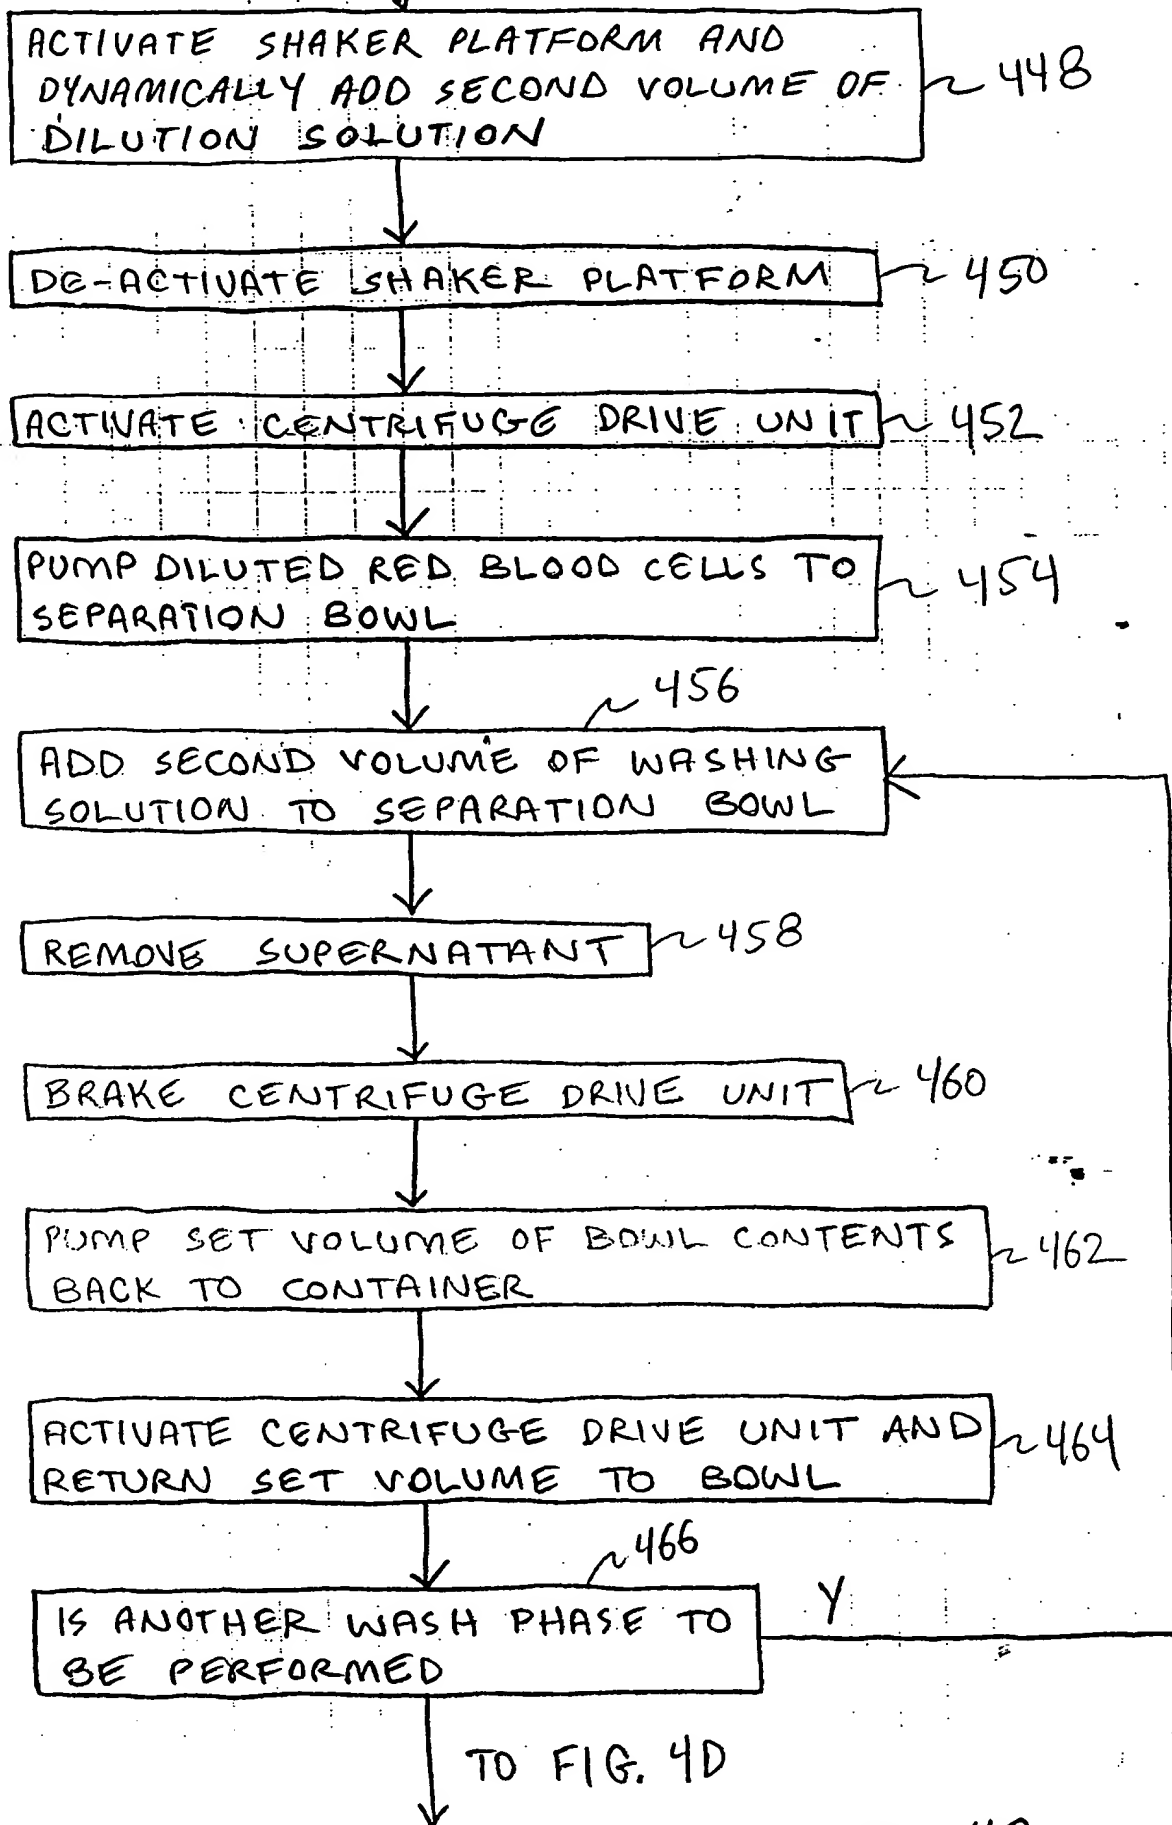 ACTIVATE SHAKER PLATFORM AND
DYNAMICALLY ADD SECOND VOLUME OF
DILUTION SOLUTION
448
DE-ACTIVATE SHAKER PLATFORM
450
ACTIVATE CENTRIFUGE DRIVE UNIT
452
PUMP DILUTED RED BLOOD CELLS TO
SEPARATION BOWL
454
456
ADD SECOND VOLUME OF WASHING
SOLUTION TO SEPARATION BOWL
REMOVE SUPERNATANT
458
BRAKE CENTRIFUGE DRIVE UNIT
460
PUMP SET VOLUME OF BOWL CONTENTS
BACK TO CONTAINER
462
ACTIVATE CENTRIFUGE DRIVE UNIT AND
RETURN SET VOLUME TO BOWL
464
466
IS ANOTHER WASH PHASE TO
BE PERFORMED
Y
TO FIG. 4D